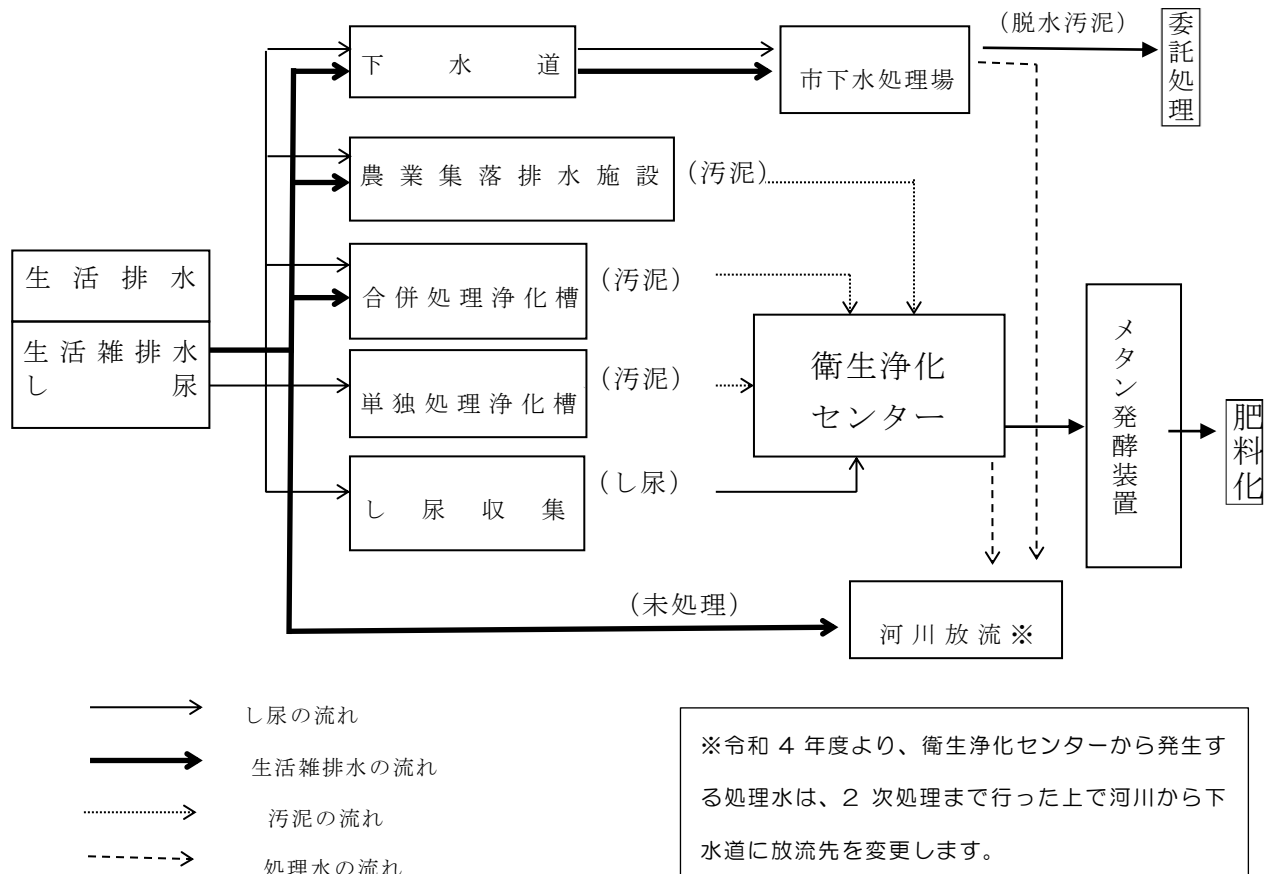 下水道
市下水処理場
（脱水汚泥）
委託処理
農業集落排水施設
（汚泥）
生活排水
生活雑排水
し尿
合併処理浄化槽
（汚泥）
単独処理浄化槽
（汚泥）
し尿収集
（し尿）
衛生浄化
センター
メタン発酵装置
肥料化
（未処理）
河川放流※
し尿の流れ
生活雑排水の流れ
汚泥の流れ
処理水の流れ
※令和 4 年度より、衛生浄化センターから発生す
る処理水は、2 次処理まで行った上で河川から下
水道に放流先を変更します。